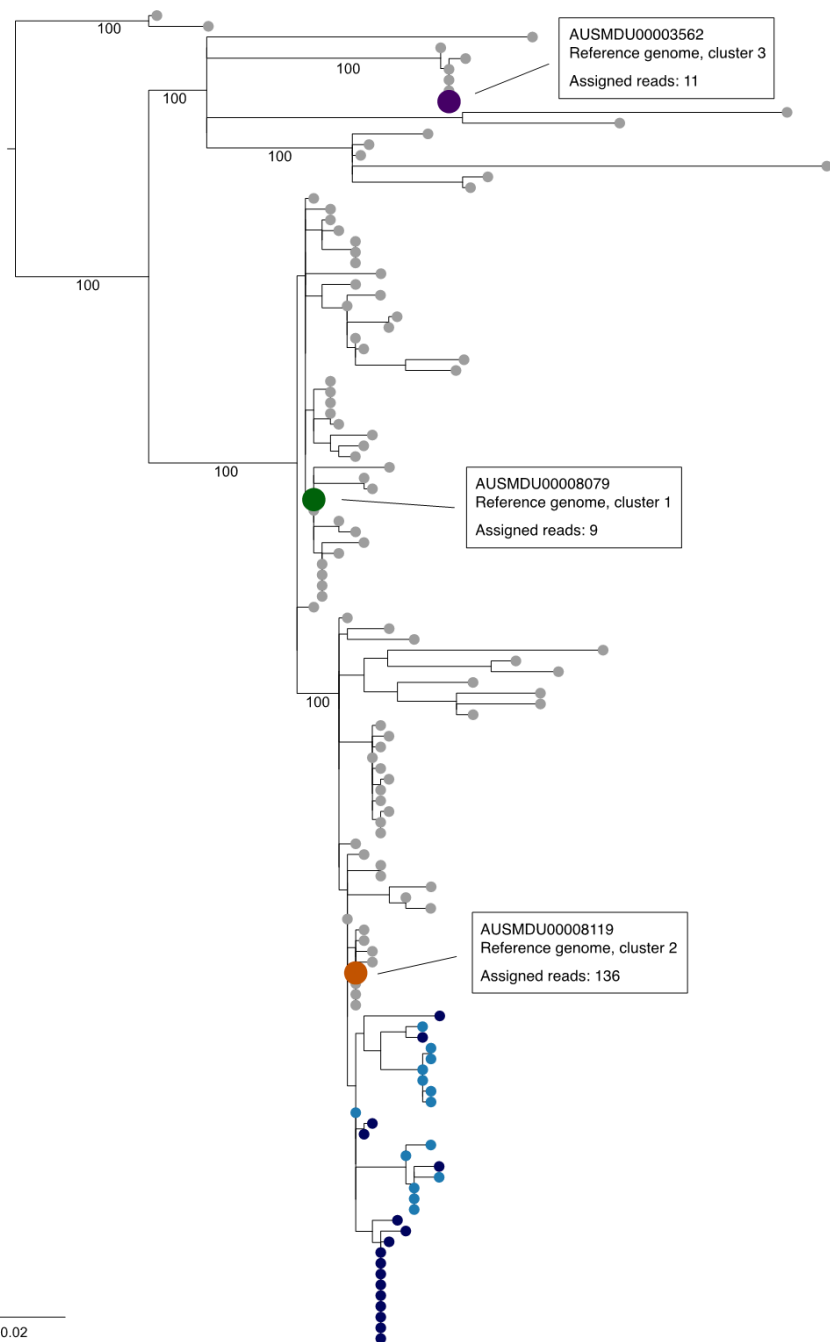 100
AUSMDU00003562
Reference genome, cluster 3
Assigned reads: 11
100
100
100
100
100
AUSMDU00008079
Reference genome, cluster 1
Assigned reads: 9
100
AUSMDU00008119
Reference genome, cluster 2
Assigned reads: 136
0.02